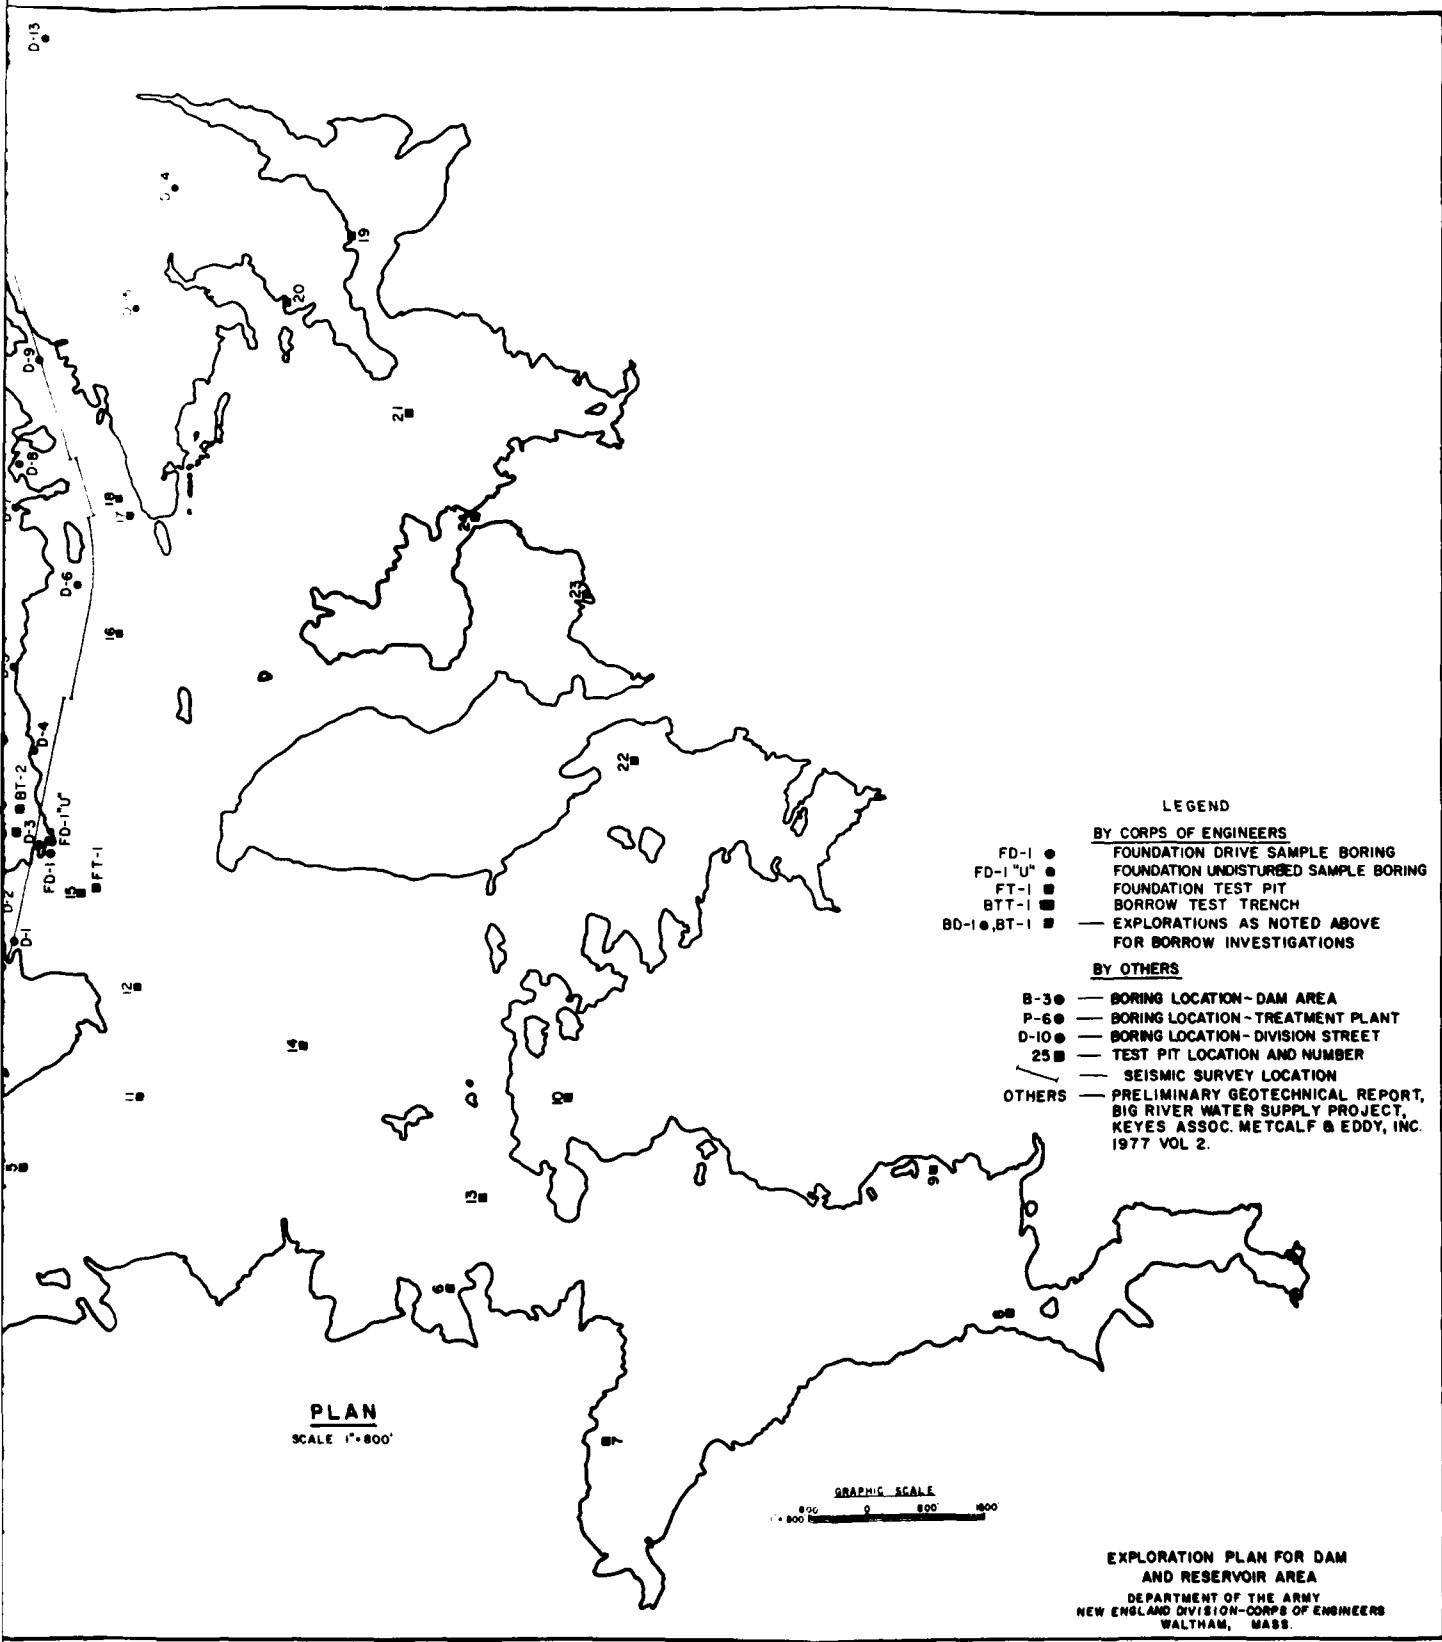 D-13
19
20
D-9
21
D-8
18
17
24
D-6
23
16
D-4
22
BT-2
D-3
FD-1"U"
FD-1
FT-1
15
D-2
D-1
12
14
11
10
5
13
9
6
8
7
LEGEND
BY CORPS OF ENGINEERS
FD-1 FOUNDATION DRIVE SAMPLE BORING
FD-1 "U" FOUNDATION UNDISTURBED SAMPLE BORING
FT-1 FOUNDATION TEST PIT
BTT-1 BORROW TEST TRENCH
BD-1, BT-1 — EXPLORATIONS AS NOTED ABOVE
FOR BORROW INVESTIGATIONS
BY OTHERS
B-3 — BORING LOCATION-DAM AREA
P-6 — BORING LOCATION-TREATMENT PLANT
D-10 — BORING LOCATION-DIVISION STREET
25 — TEST PIT LOCATION AND NUMBER
— SEISMIC SURVEY LOCATION
OTHERS — PRELIMINARY GEOTECHNICAL REPORT,
BIG RIVER WATER SUPPLY PROJECT,
KEYES ASSOC. METCALF & EDDY, INC.
1977 VOL 2.
PLAN
SCALE 1"=800'
GRAPHIC SCALE
800 0 800' 1600'
1"=800'
EXPLORATION PLAN FOR DAM
AND RESERVOIR AREA
DEPARTMENT OF THE ARMY
NEW ENGLAND DIVISION-CORPS OF ENGINEERS
WALTHAM, MASS.